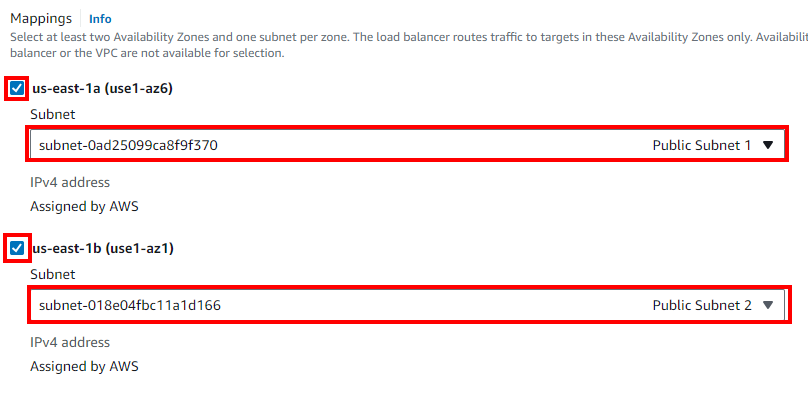 Mappings Info
Select at least two Availability Zones and one subnet per zone. The load balancer routes traffic to targets in these Availability Zones only. Availabili
balancer or the VPC are not available for selection.
us-east-1a (use1-az6)
Subnet
subnet-0ad25099ca8f9f370 Public Subnet 1
IPv4 address
Assigned by AWS
us-east-1b (use1-az1)
Subnet
subnet-018e04fbc11a1d166 Public Subnet 2
IPv4 address
Assigned by AWS